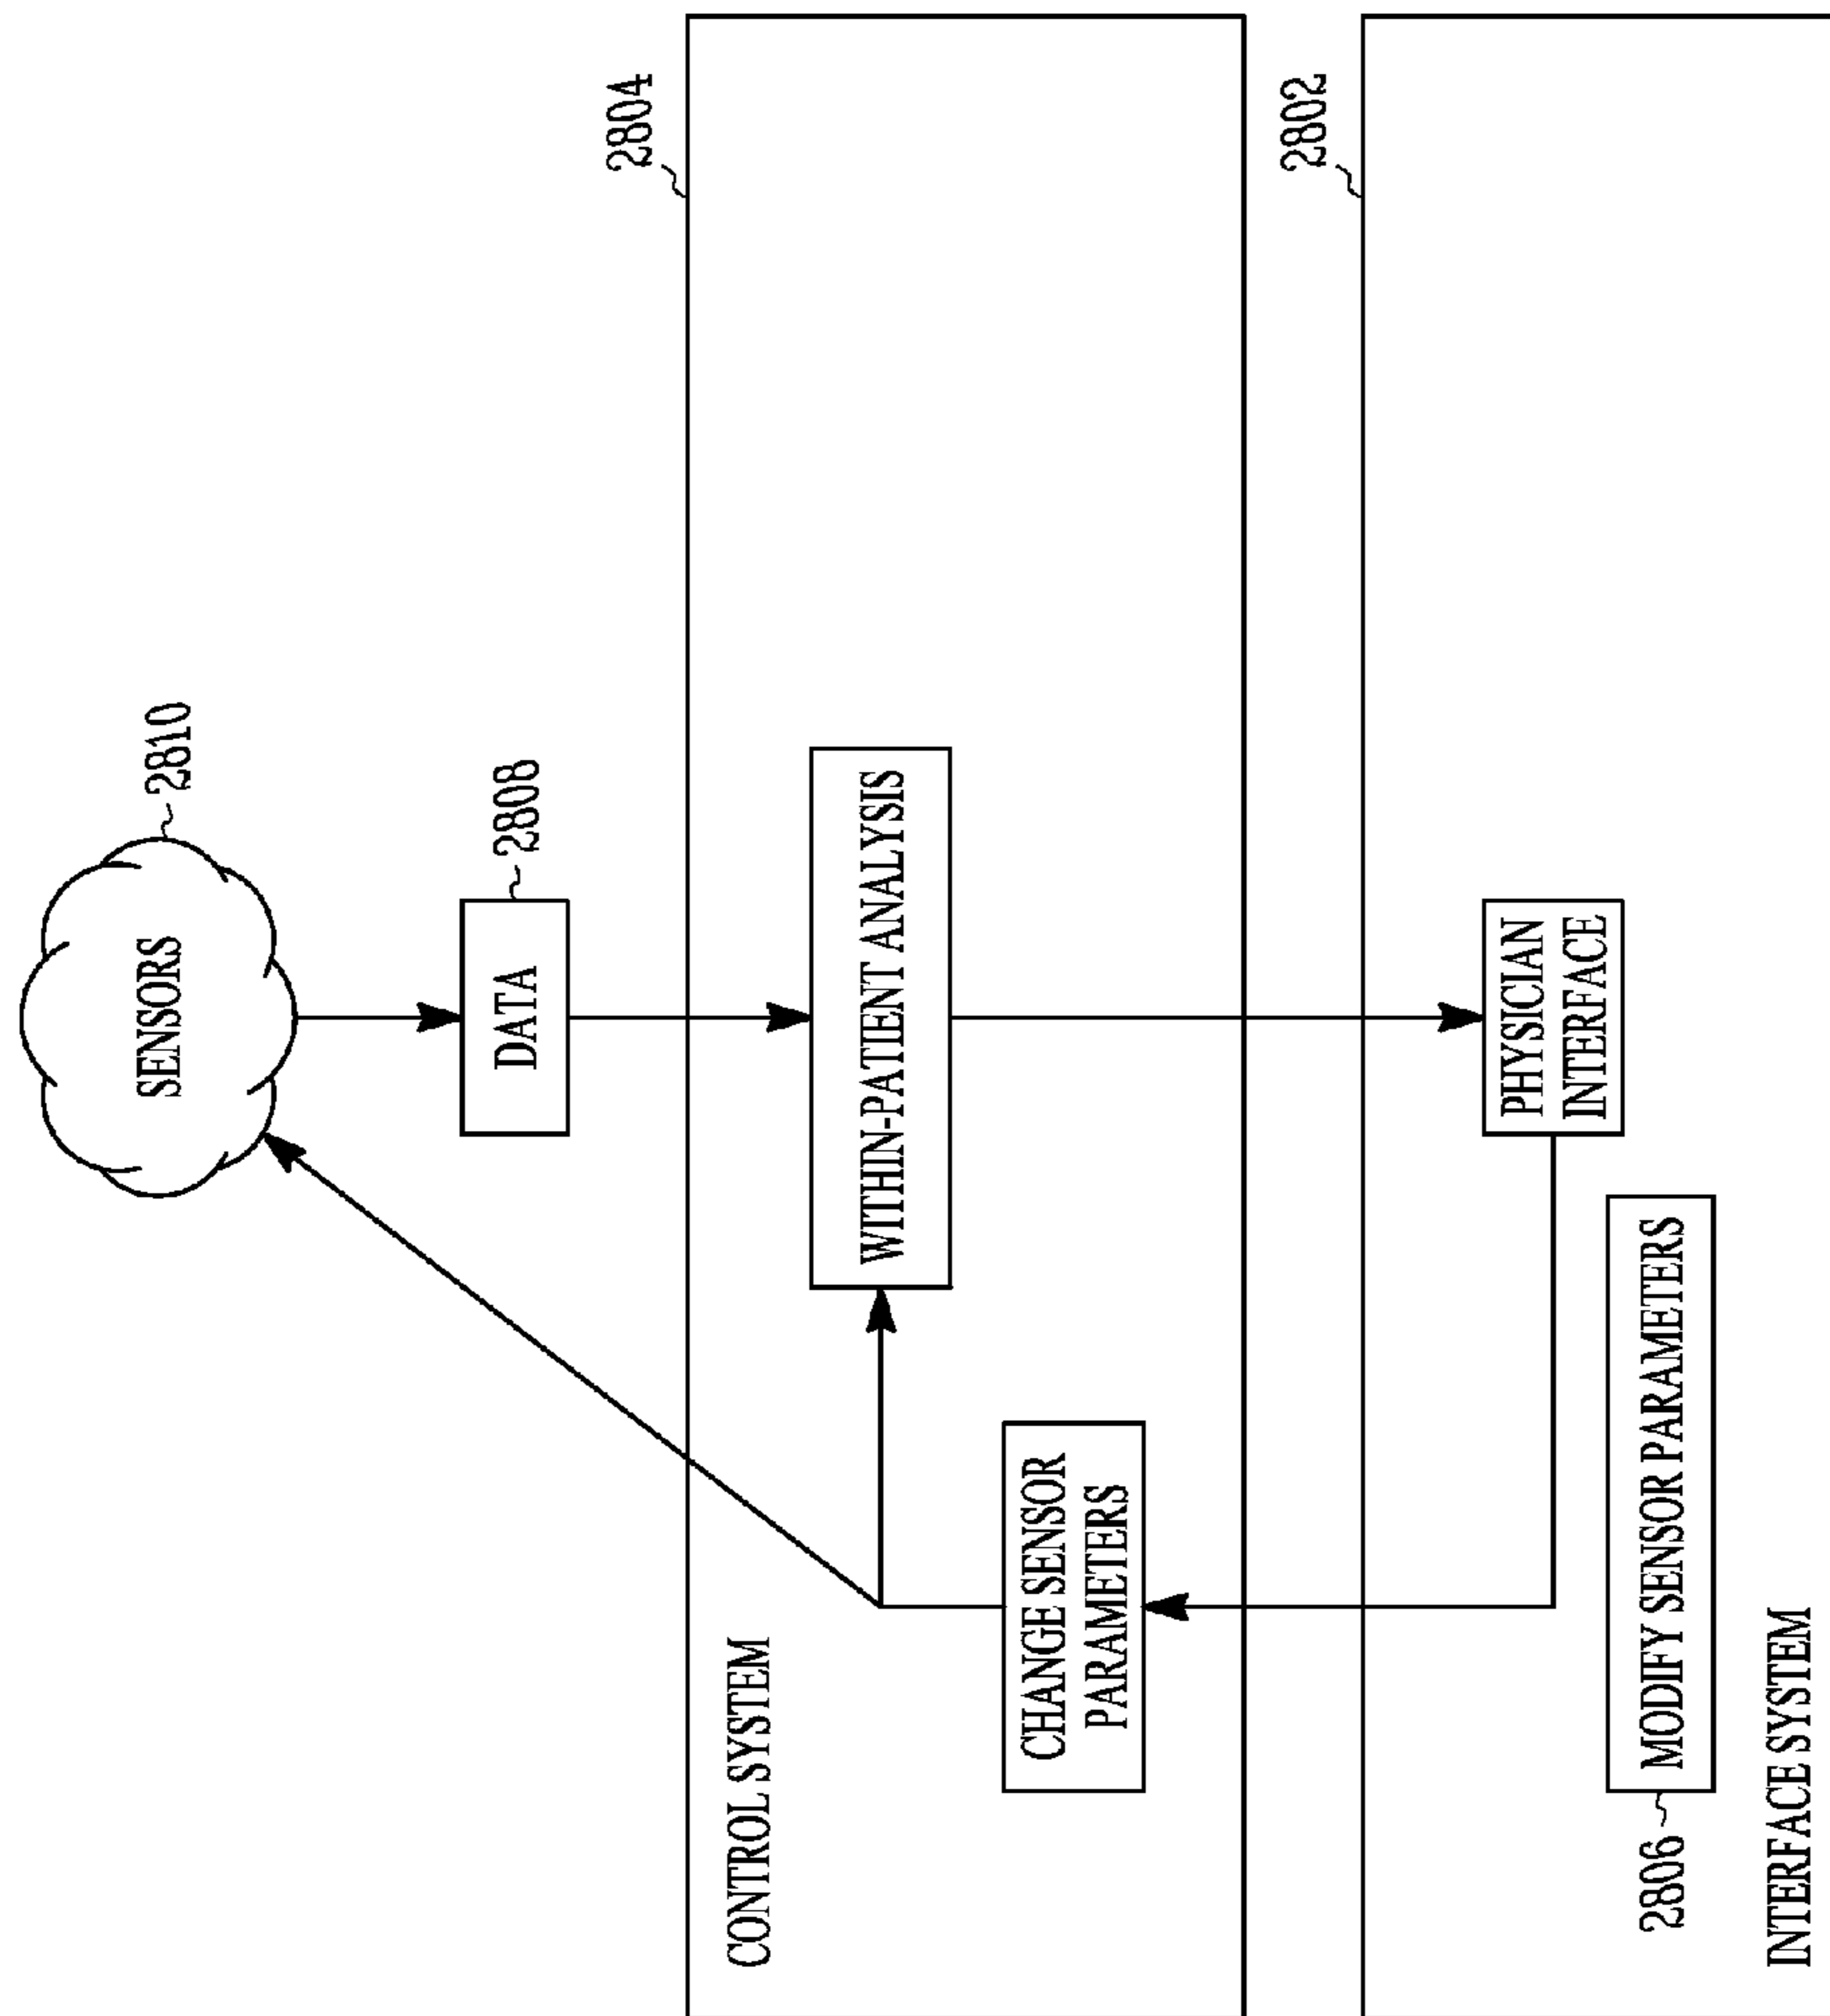 SENSORS
2810
DATA
2808
2804
CONTROL SYSTEM
WITHIN-PATIENT ANALYSIS
CHANGE SENSOR
PARAMETERS
2802
PHYSICIAN
INTERFACE
2806
MODIFY SENSOR PARAMETERS
INTERFACE SYSTEM